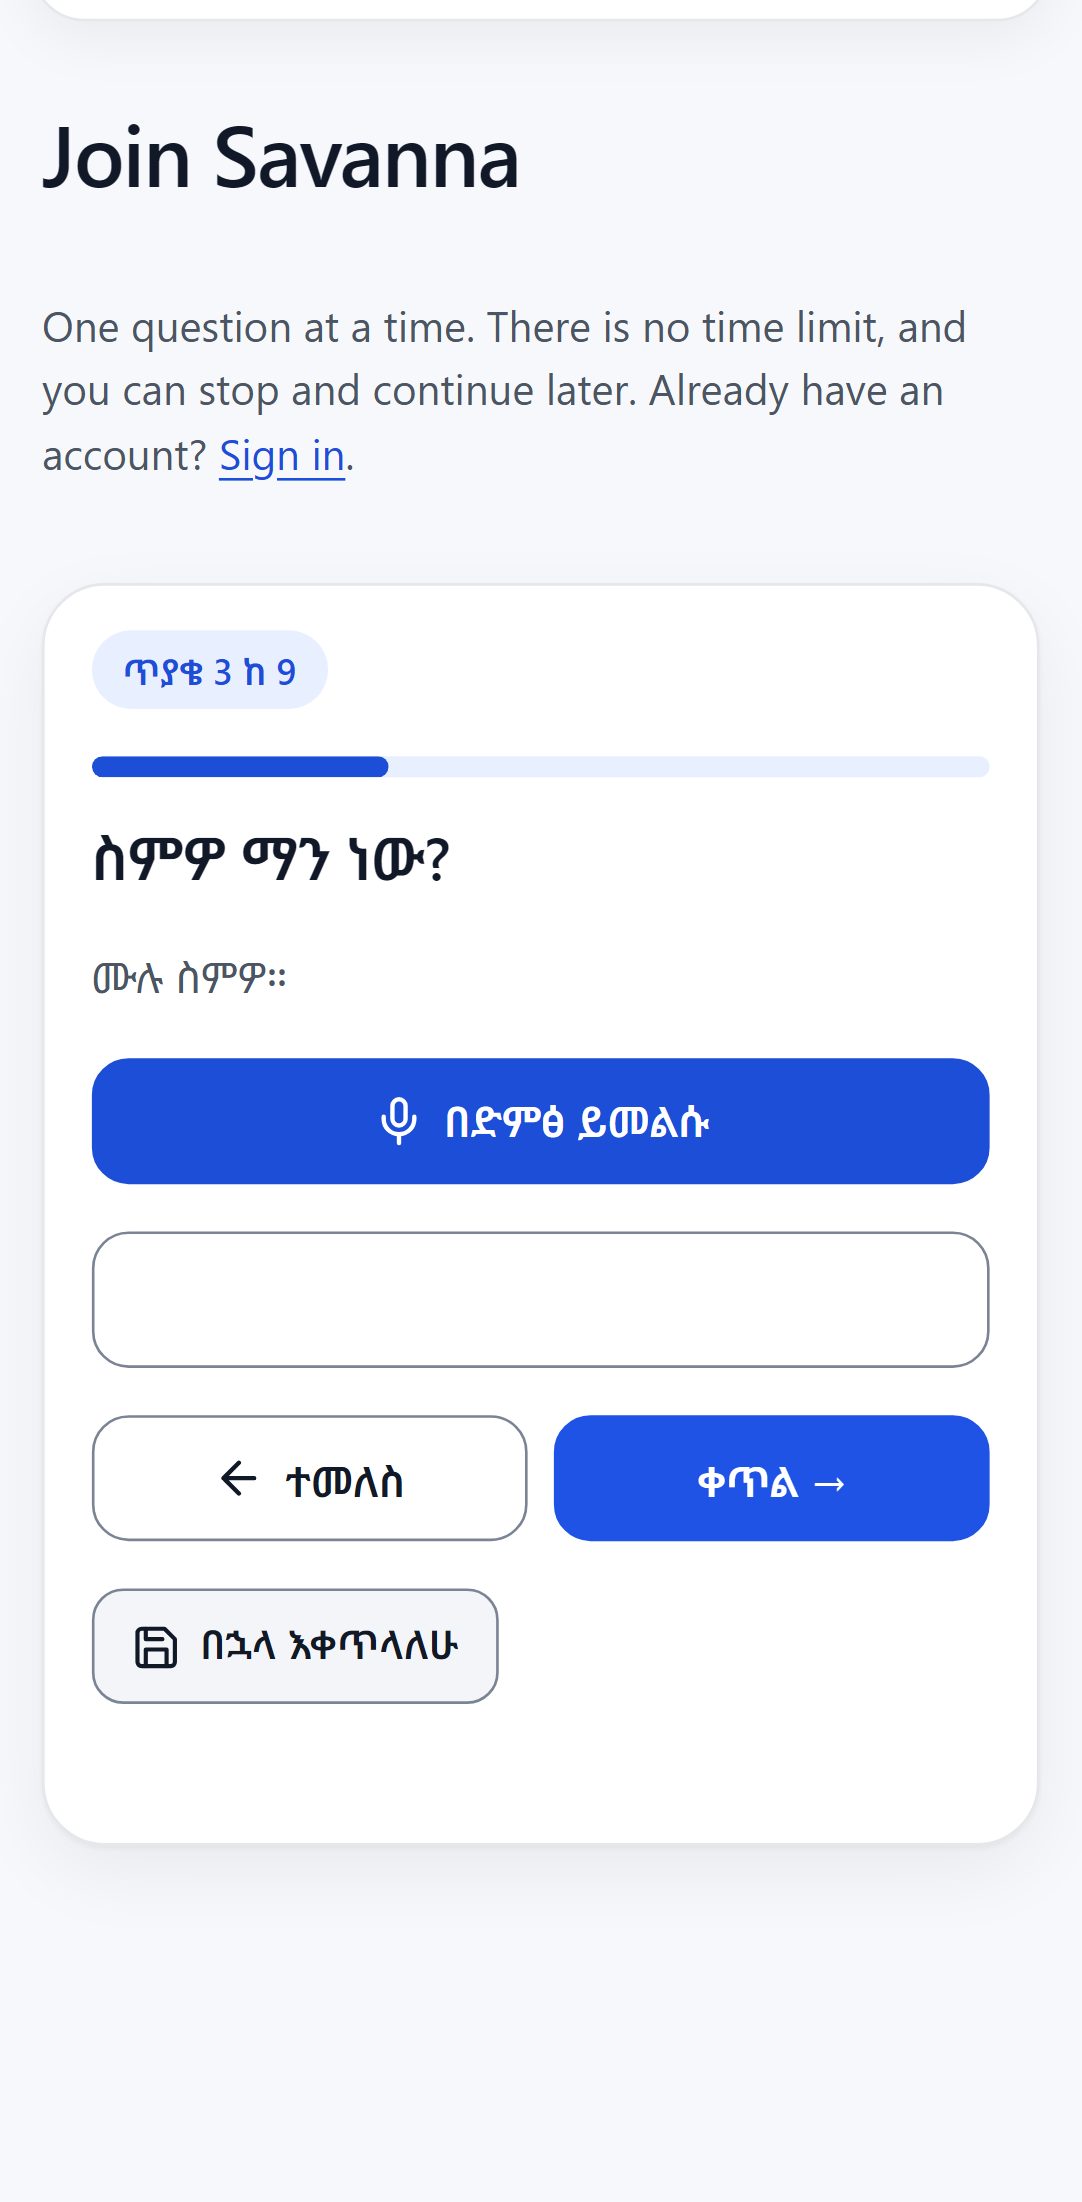 Join Savanna
One question at a time. There is no time limit, and
you can stop and continue later. Already have an
account? Sign in.
ጥያቄ 3 ከ 9
ስምዎ ማን ነው?
ሙሉ ስምዎ።
በድምፅ ይመልሱ
← ተመለስ
ቀጥል →
በኋላ እቀጥላለሁ